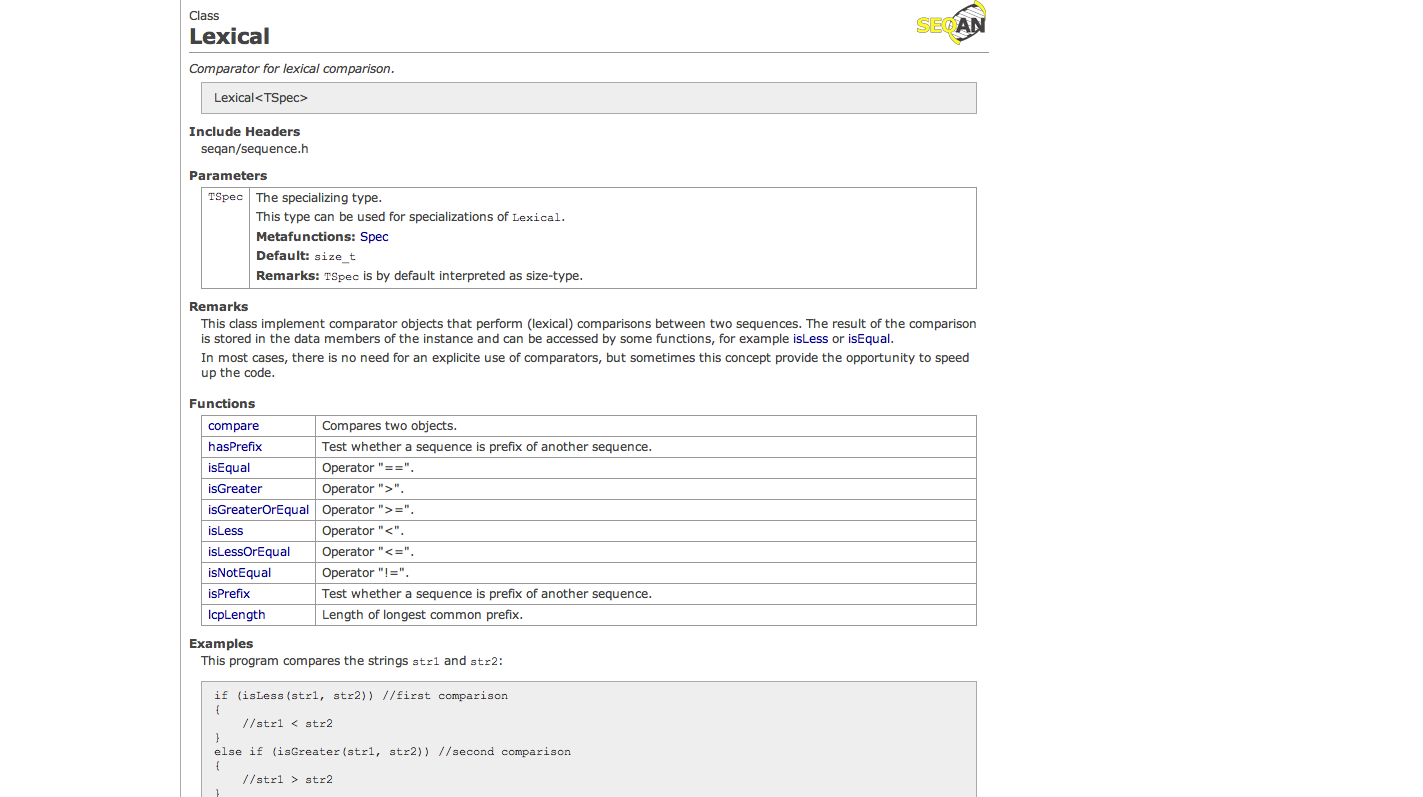 Class
SEQAN
Lexical
Comparator for lexical comparison.
Lexical<TSpec>
Include Headers
seqan/sequence.h
Parameters
TSpec The specializing type.
This type can be used for specializations of Lexical.
Metafunctions: Spec
Default: size_t
Remarks: TSpec is by default interpreted as size-type.
Remarks
This class implement comparator objects that perform (lexical) comparisons between two sequences. The result of the comparison
is stored in the data members of the instance and can be accessed by some functions, for example isLess or isEqual.
In most cases, there is no need for an explicite use of comparators, but sometimes this concept provide the opportunity to speed
up the code.
Functions
compare Compares two objects.
hasPrefix Test whether a sequence is prefix of another sequence.
isEqual Operator "==".
isGreater Operator ">".
isGreaterOrEqual Operator ">=".
isLess Operator "<".
isLessOrEqual Operator "<=".
isNotEqual Operator "!=".
isPrefix Test whether a sequence is prefix of another sequence.
lcpLength Length of longest common prefix.
Examples
This program compares the strings str1 and str2:
if (isLess(str1, str2)) //first comparison
{
//str1 < str2
}
else if (isGreater(str1, str2)) //second comparison
{
//str1 > str2
}